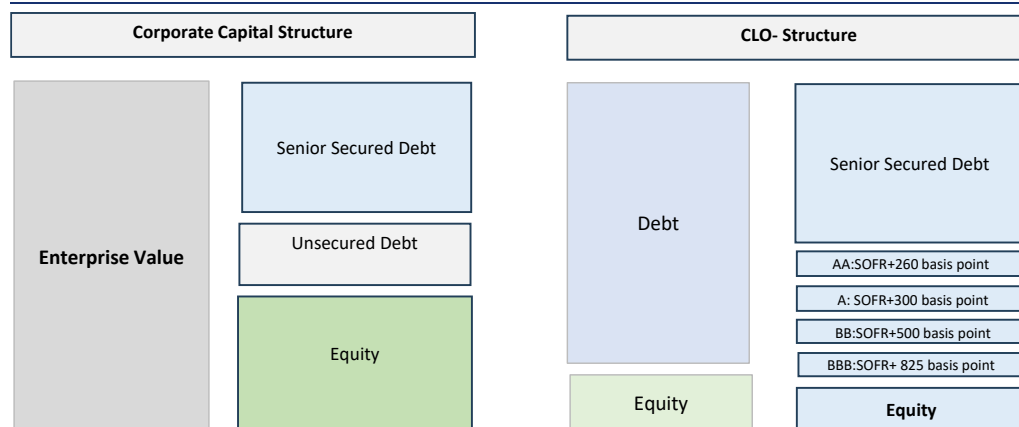 Corporate Capital Structure
Enterprise Value
Senior Secured Debt
Unsecured Debt
Equity
CLO- Structure
Debt
Equity
Senior Secured Debt
AA:SOFR+260 basis point
A: SOFR+300 basis point
BB:SOFR+500 basis point
BBB:SOFR+ 825 basis point
Equity